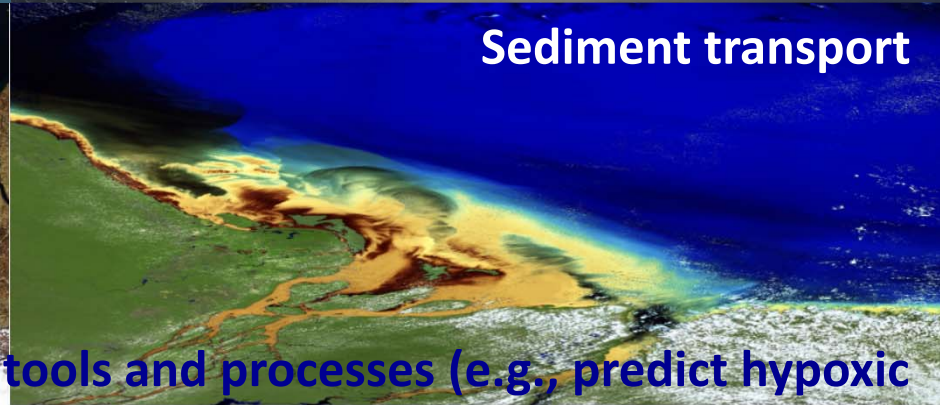 Sediment transport
tools and processes (e.g., predict hypoxic